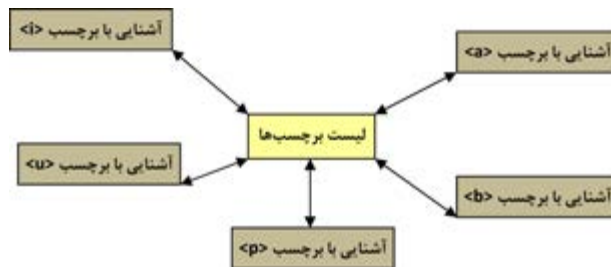 آشنایی با برچسب <i>
آشنایی با برچسب <a>
لیست برچسب‌ها
آشنایی با برچسب <u>
آشنایی با برچسب <b>
آشنایی با برچسب <p>